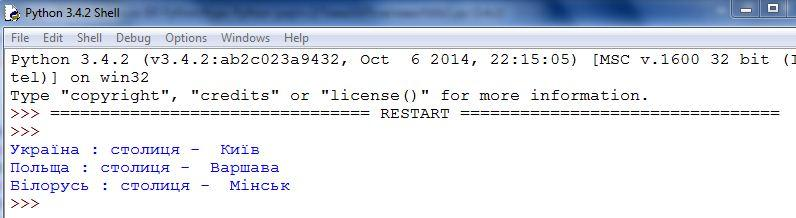 Python 3.4.2 Shell
File Edit Shell Debug Options Windows Help
Python 3.4.2 (v3.4.2:ab2c023a9432, Oct  6 2014, 22:15:05) [MSC v.1600 32 bit (I
tel)] on win32
Type "copyright", "credits" or "license()" for more information.
>>> ================================ RESTART ================================
>>>
Україна : столиця -  Київ
Польща : столиця -  Варшава
Білорусь : столиця -  Мінськ
>>>